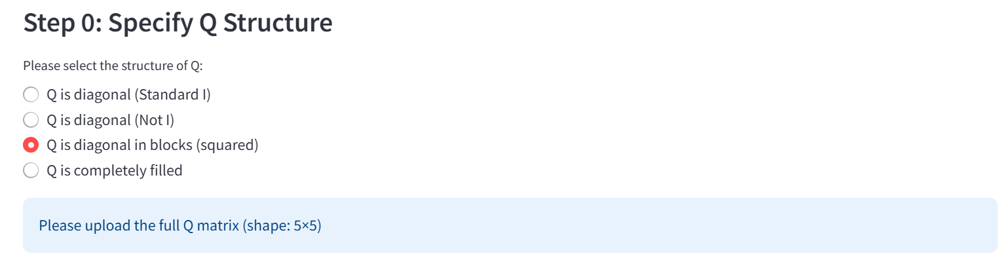 Step 0: Specify Q Structure
Please select the structure of Q:
Q is diagonal (Standard I)
Q is diagonal (Not I)
Q is diagonal in blocks (squared)
Q is completely filled
Please upload the full Q matrix (shape: 5×5)